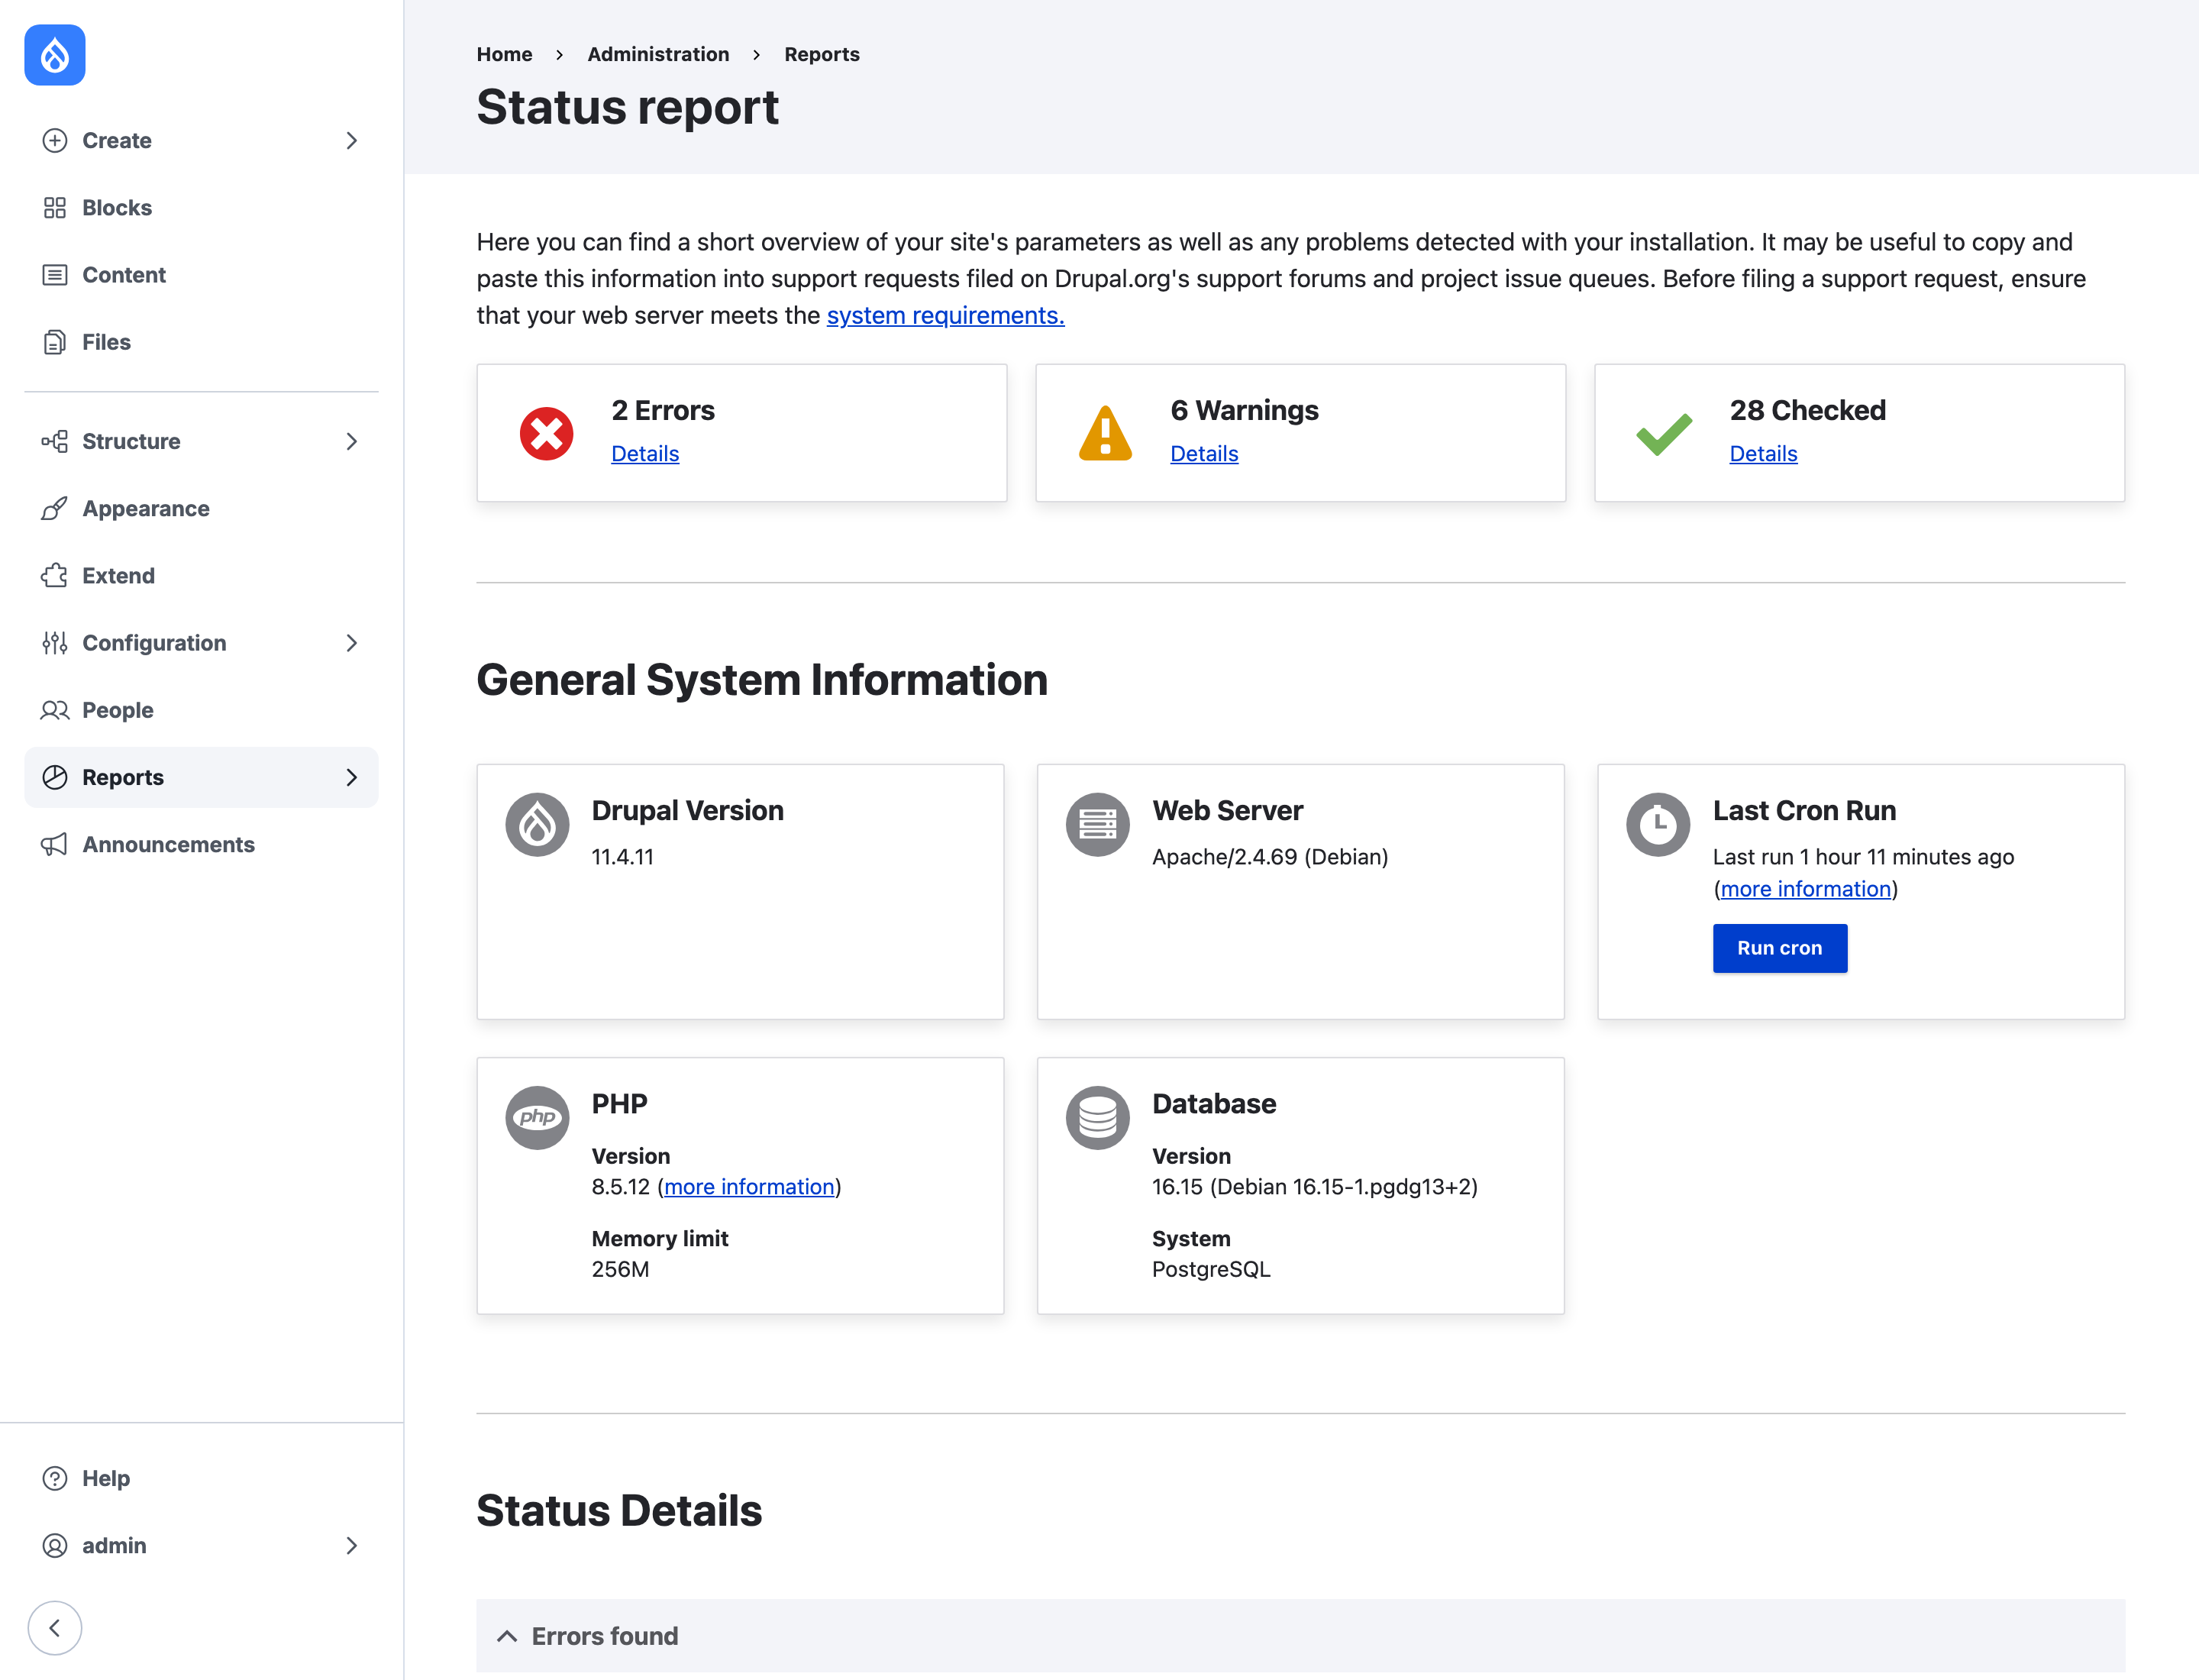 Create
Blocks
Content
Files
Structure
Appearance
Extend
Configuration
People
Reports
Announcements
Help
admin
Home > Administration > Reports
Status report
Here you can find a short overview of your site's parameters as well as any problems detected with your installation. It may be useful to copy and
paste this information into support requests filed on Drupal.org's support forums and project issue queues. Before filing a support request, ensure
that your web server meets the system requirements.
2 Errors
Details
6 Warnings
Details
28 Checked
Details
General System Information
Drupal Version
11.4.11
Web Server
Apache/2.4.69 (Debian)
Last Cron Run
Last run 1 hour 11 minutes ago
(more information)
Run cron
php
PHP
Version
8.5.12 (more information)
Memory limit
256M
Database
Version
16.15 (Debian 16.15-1.pgdg13+2)
System
PostgreSQL
Status Details
Errors found